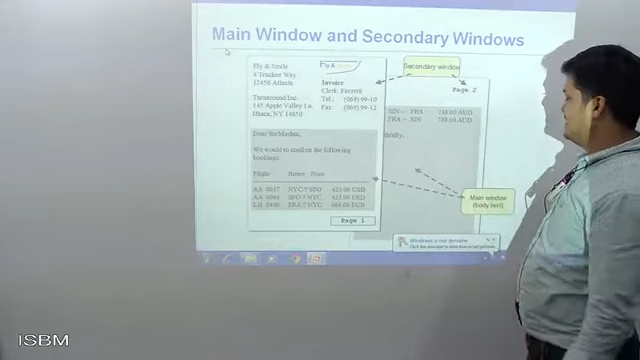 Main Window and Secondary Windows
Fly & Smile
4 Truckee Way
12456 Atlanta
Fly &
Invoice
Clerk: Favretti
Tel.: (069) 99-10
Fax. (069) 99-12
Turnaround Inc.
145 Apple Valley Ln.
Ithaca, NY 14850
Dear Sir/Madam,
We would to confirm the following
bookings:
Flight Route Price
AA 0017 NYC ? SFO 423.00 USD
AA 0064 SFO ? NYC 423.00 USD
LH 6400 FRA ? NYC 666.00 EUR
Page 1
Secondary window
Page 2
SIN - FRA 788.00 AUD
FRA - SIN 788.00 AUD
Main window
(body text)
Windows is not genuine
ISBM